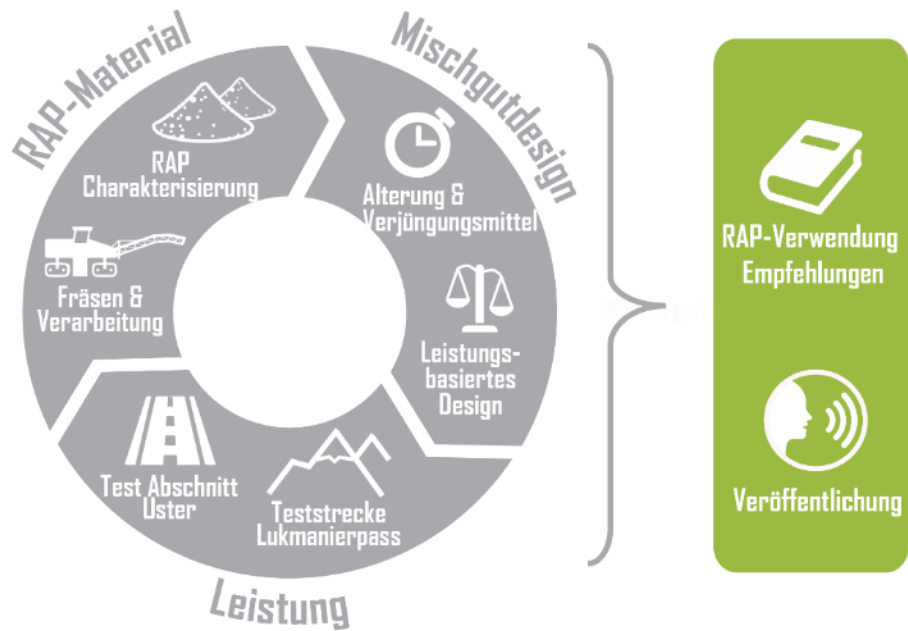 RAP-Material
RAP
Charakterisierung
Fräsen &
Verarbeitung
Mischgutdesign
Alterung &
Verjüngungsmittel
Leistungs-
basiertes
Design
Test Abschnitt
Uster
Teststrecke
Lukmanierpass
Leistung
RAP-Verwendung
Empfehlungen
Veröffentlichung